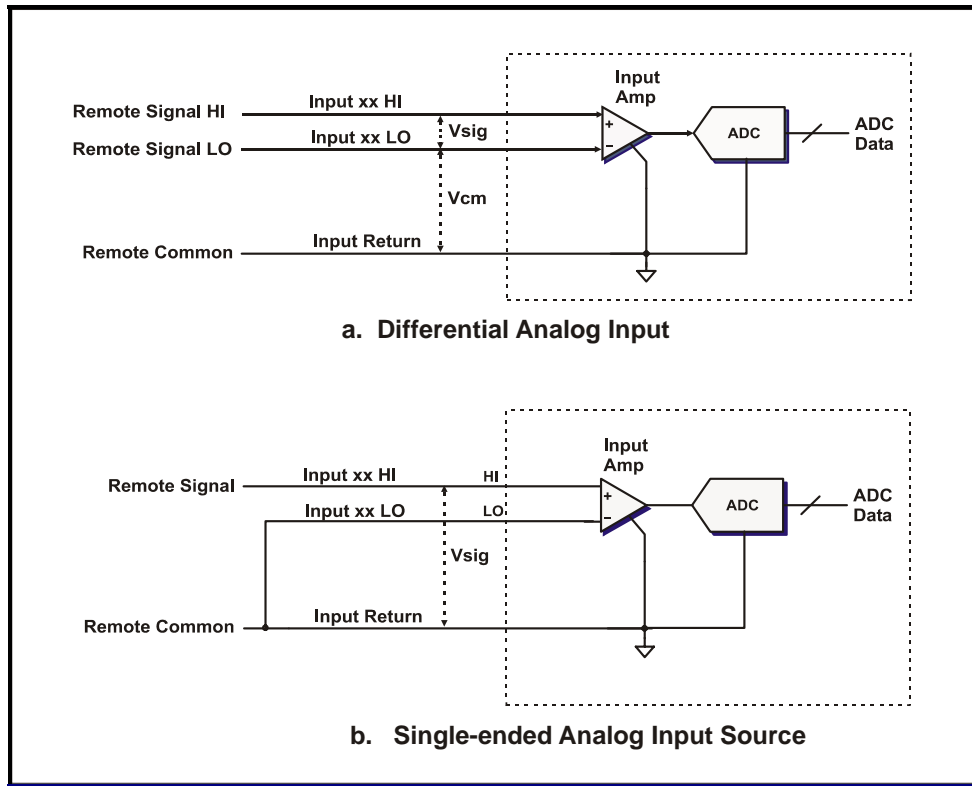 Input
Amp
Remote Signal HI
Input xx HI
+
Vsig
ADC
ADC
Data
Remote Signal LO
Input xx LO
−
Vcm
Remote Common
Input Return
a. Differential Analog Input
Input
Amp
Remote Signal
Input xx HI
HI
+
ADC
ADC
Data
Input xx LO
LO
−
Vsig
Remote Common
Input Return
b. Single-ended Analog Input Source